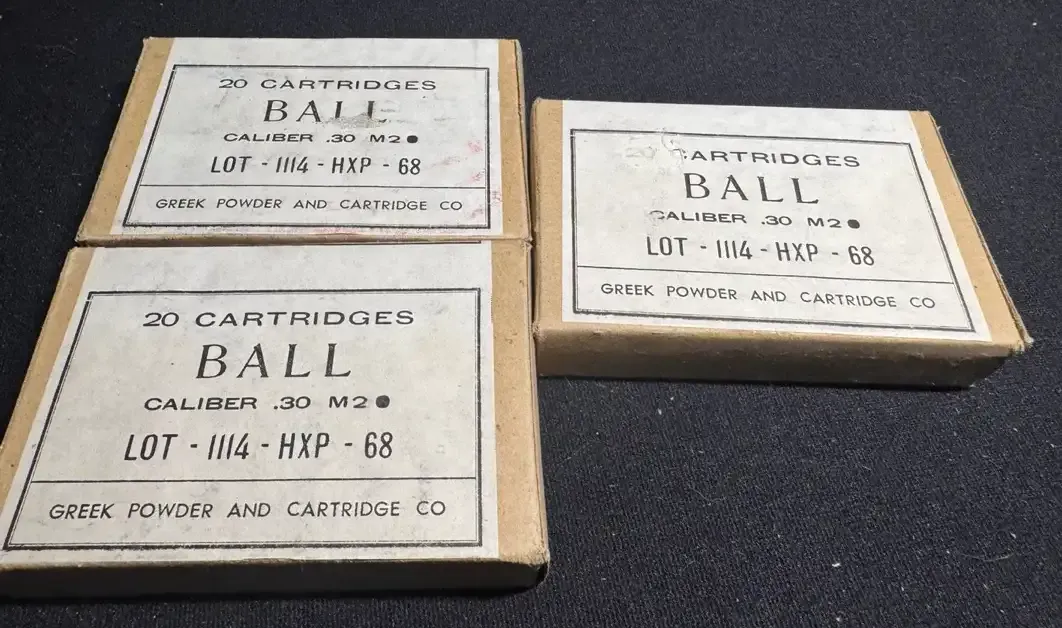 20 CARTRIDGES
BALL
CALIBER .30 M2●
LOT - 1114 - HXP - 68
GREEK POWDER AND CARTRIDGE CO
20 CARTRIDGES
BALL
CALIBER .30 M2●
LOT - 1114 - HXP - 68
GREEK POWDER AND CARTRIDGE CO
20 CARTRIDGES
BALL
CALIBER .30 M2●
LOT - 1114 - HXP - 68
GREEK POWDER AND CARTRIDGE CO